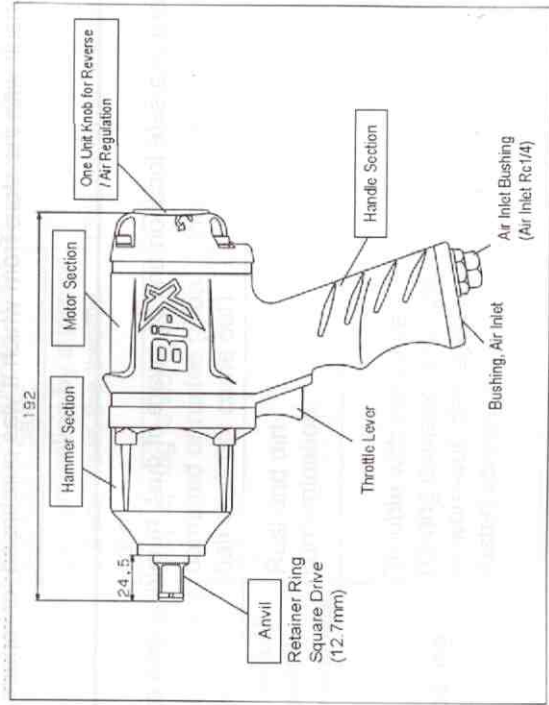 One Unit Knob for Reverse
/ Air Regulation
192
Motor Section
Hammer Section
24.5
Bi-X
Handle Section
Anvil
Retainer Ring
Square Drive
(12.7mm)
Throttle Lever
Air Inlet Bushing
(Air Inlet Rc1/4)
Bushing, Air Inlet